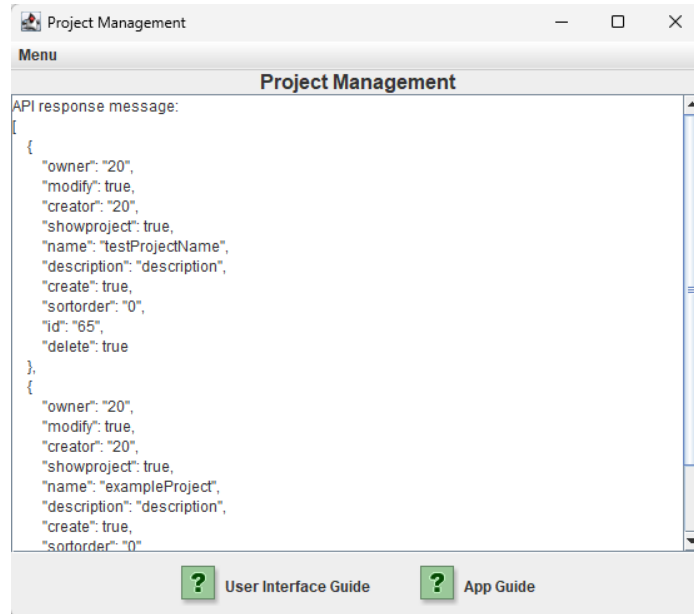 Project Management
Menu
Project Management
API response message:
[
{
"owner": "20",
"modify": true,
"creator": "20",
"showproject": true,
"name": "testProjectName",
"description": "description",
"create": true,
"sortorder": "0",
"id": "65",
"delete": true
},
{
"owner": "20",
"modify": true,
"creator": "20",
"showproject": true,
"name": "exampleProject",
"description": "description",
"create": true,
"sortorder": "0"
? User Interface Guide ? App Guide